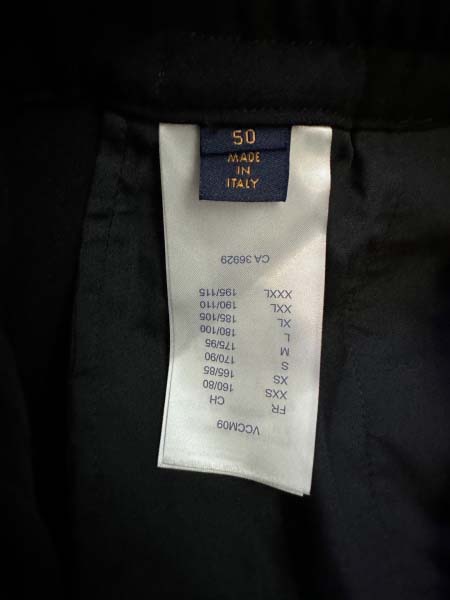 50
MADE
IN
ITALY
VCCM09
FR CH
XXS 160/80
XS 165/85
S 170/90
M 175/95
L 180/100
XL 185/105
XXL 190/110
XXXL 195/115
CA 36929